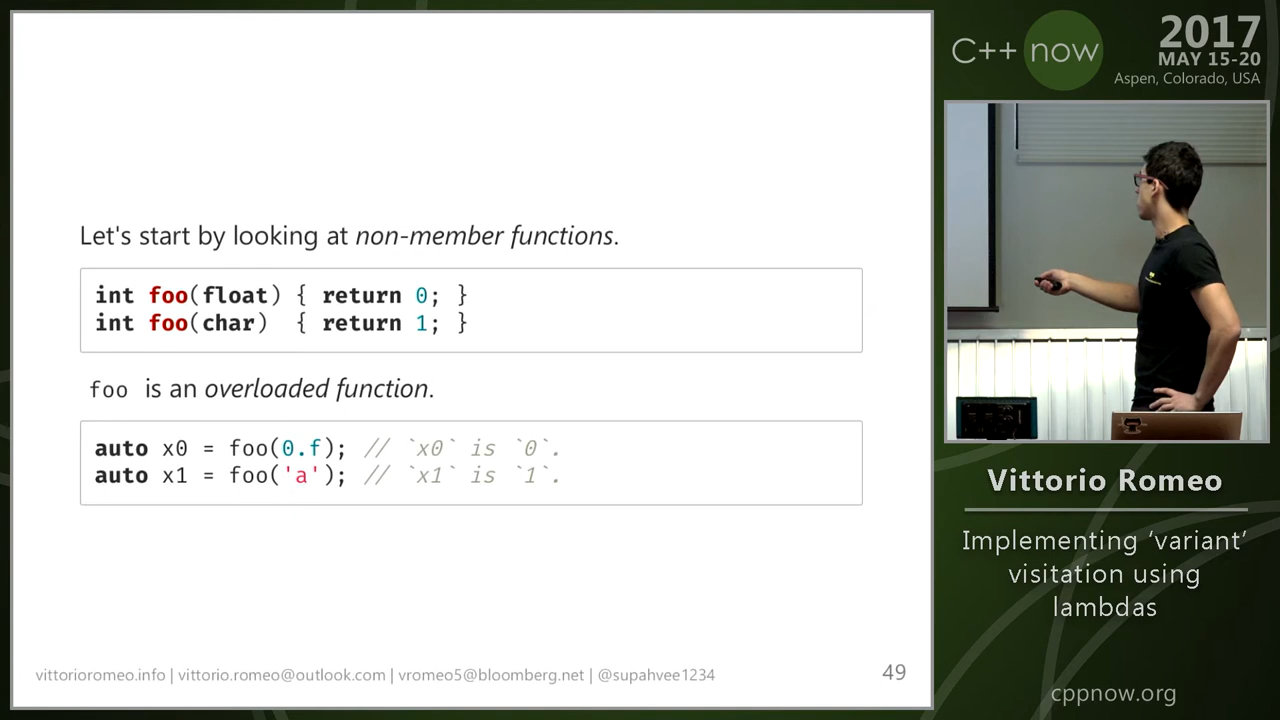 Let's start by looking at non-member functions.
int foo(float) { return 0; }
int foo(char)  { return 1; }
foo is an overloaded function.
auto x0 = foo(0.f); // `x0` is `0`.
auto x1 = foo('a'); // `x1` is `1`.
vittorioromeo.info | vittorio.romeo@outlook.com | vromeo5@bloomberg.net | @supahvee1234
49
C++ now
2017
MAY 15-20
Aspen, Colorado, USA
Vittorio Romeo
Implementing ‘variant’
visitation using
lambdas
cppnow.org